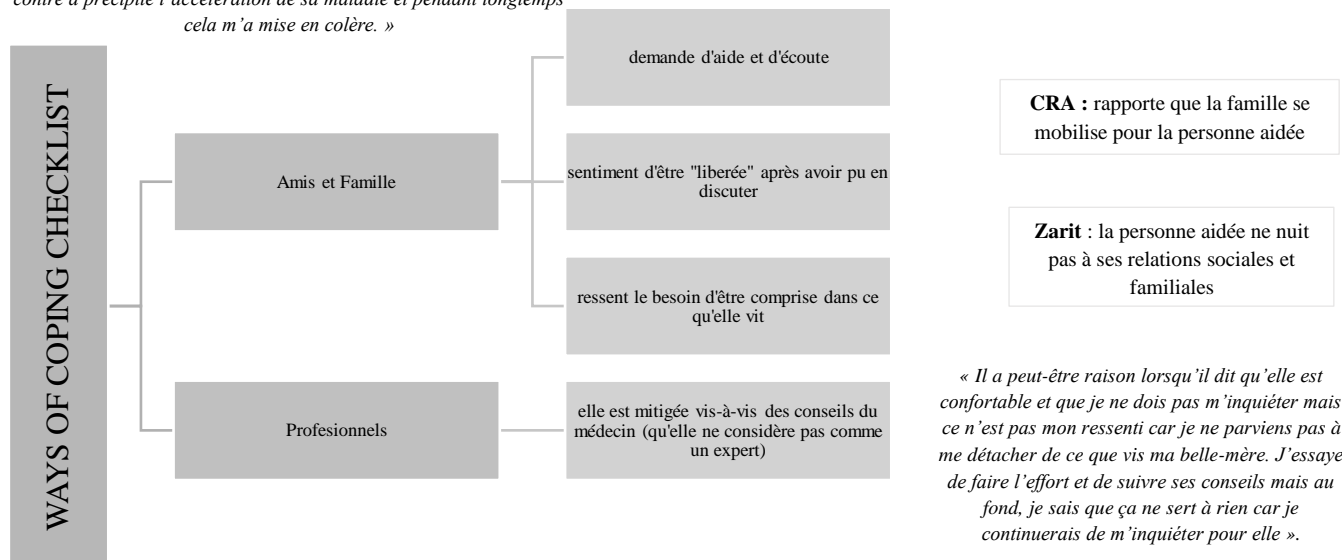 contre a précipité l'accélération de sa maladie et pendant longtemps
cela m'a mise en colère. »
WAYS OF COPING CHECKLIST
Amis et Famille
demande d'aide et d'écoute
sentiment d'être "liberée" après avoir pu en
discuter
ressent le besoin d'être comprise dans ce
qu'elle vit
Profesionnels
elle est mitigée vis-à-vis des conseils du
médecin (qu'elle ne considère pas comme
un expert)
CRA : rapporte que la famille se
mobilise pour la personne aidée
Zarit : la personne aidée ne nuit
pas à ses relations sociales et
familiales
« Il a peut-être raison lorsqu'il dit qu'elle est
confortable et que je ne dois pas m'inquiéter mais
ce n'est pas mon ressenti car je ne parviens pas à
me détacher de ce que vis ma belle-mère. J'essaye
de faire l'effort et de suivre ses conseils mais au
fond, je sais que ça ne sert à rien car je
continuerais de m'inquiéter pour elle ».